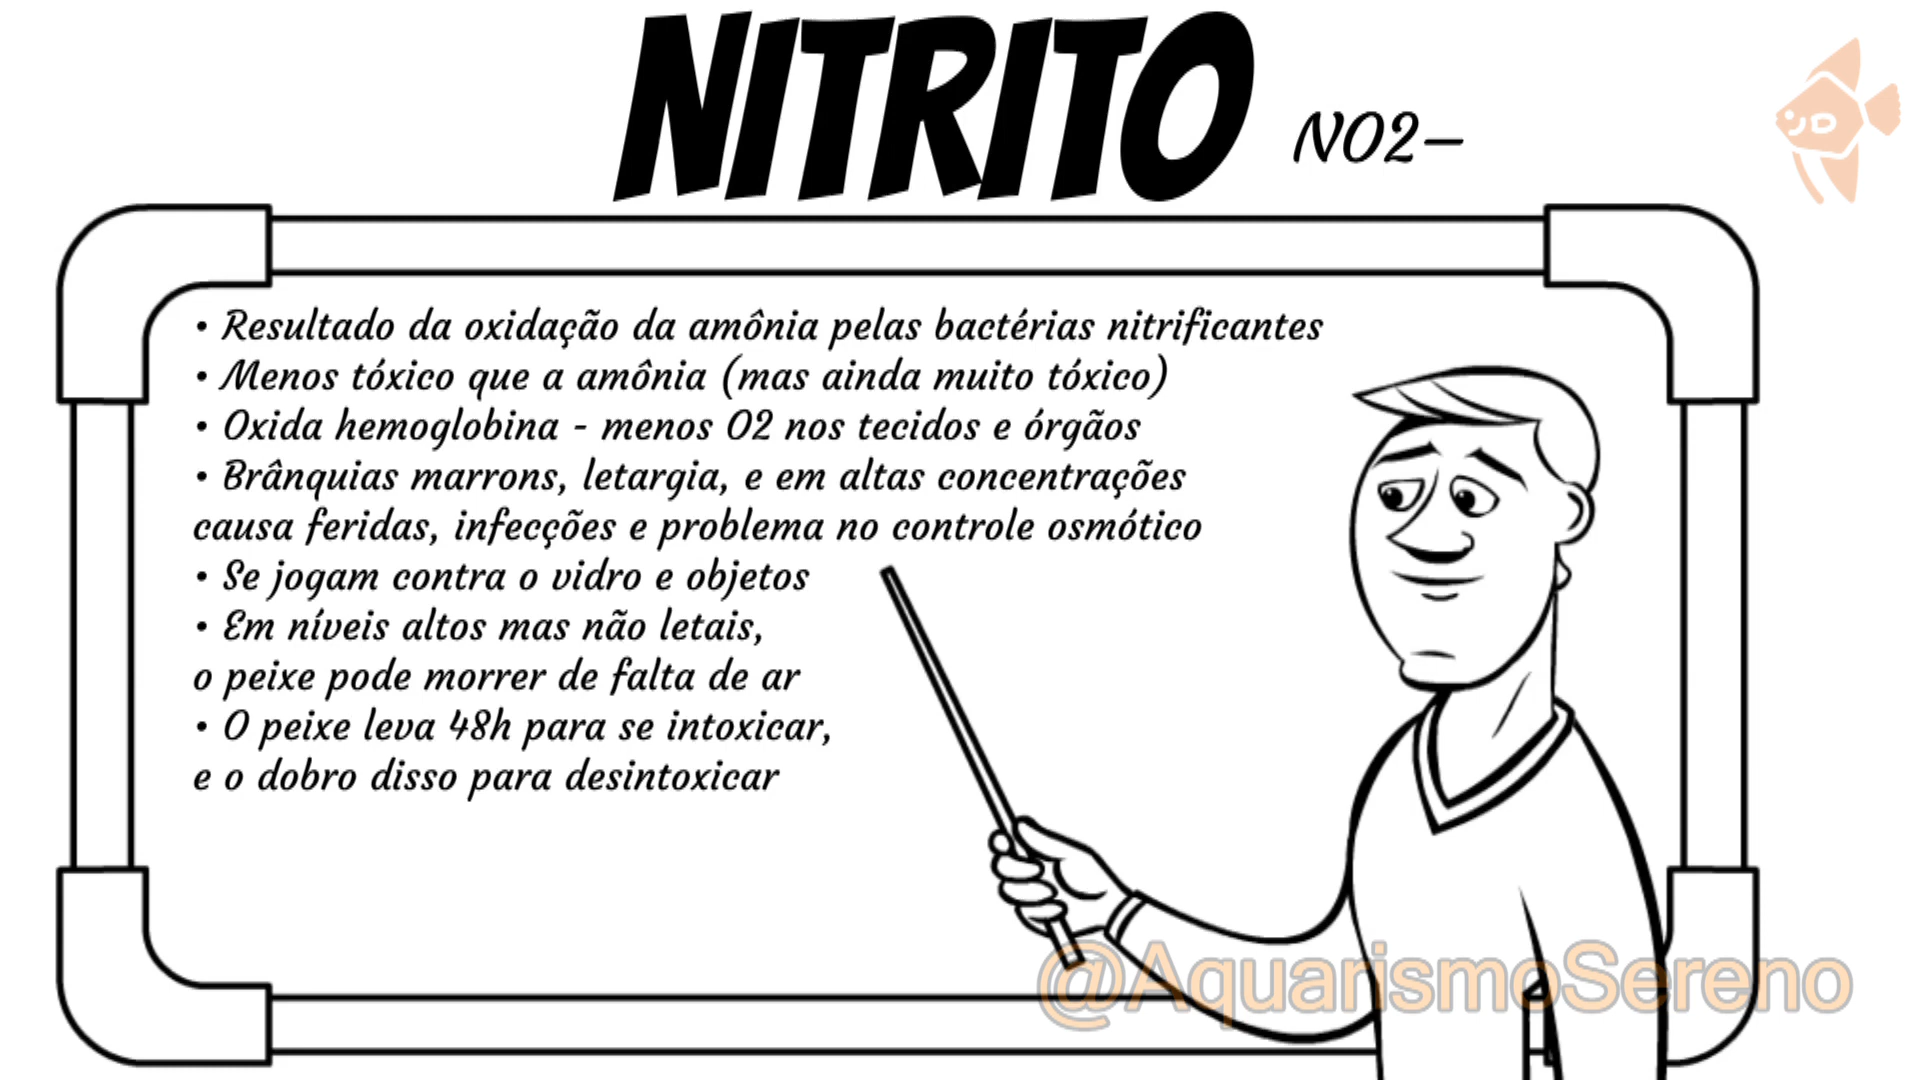 NITRITO NO2–
JD
• Resultado da oxidação da amônia pelas bactérias nitrificantes
• Menos tóxico que a amônia (mas ainda muito tóxico)
• Oxida hemoglobina - menos O2 nos tecidos e órgãos
• Brânquias marrons, letargia, e em altas concentrações
causa feridas, infecções e problema no controle osmótico
• Se jogam contra o vidro e objetos
• Em níveis altos mas não letais,
o peixe pode morrer de falta de ar
• O peixe leva 48h para se intoxicar,
e o dobro disso para desintoxicar
@AquarismoSereno